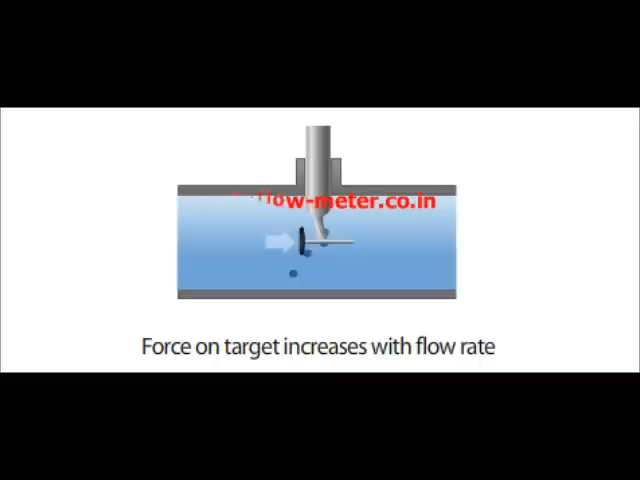 flow-meter.co.in
Force on target increases with flow rate